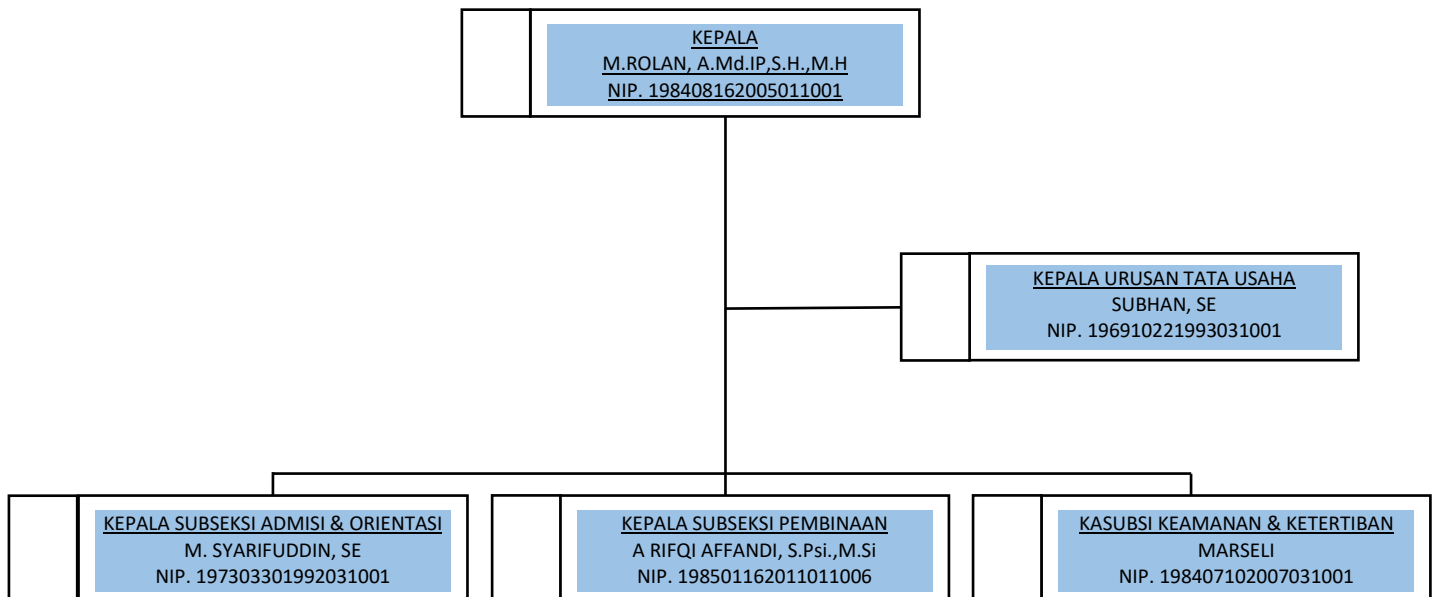 KEPALA
M.ROLAN, A.Md.IP,S.H.,M.H
NIP. 198408162005011001
KEPALA URUSAN TATA USAHA
SUBHAN, SE
NIP. 196910221993031001
KEPALA SUBSEKSI ADMISI & ORIENTASI
M. SYARIFUDDIN, SE
NIP. 197303301992031001
KEPALA SUBSEKSI PEMBINAAN
A RIFQI AFFANDI, S.Psi.,M.Si
NIP. 198501162011011006
KASUBSI KEAMANAN & KETERTIBAN
MARSELI
NIP. 198407102007031001